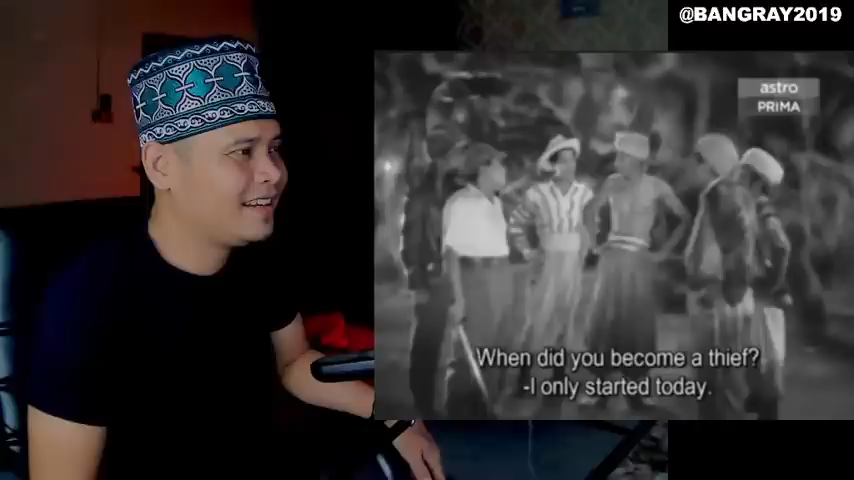 @BANGRAY2019
astro
PRiMA
When did you become a thief?
-I only started today.